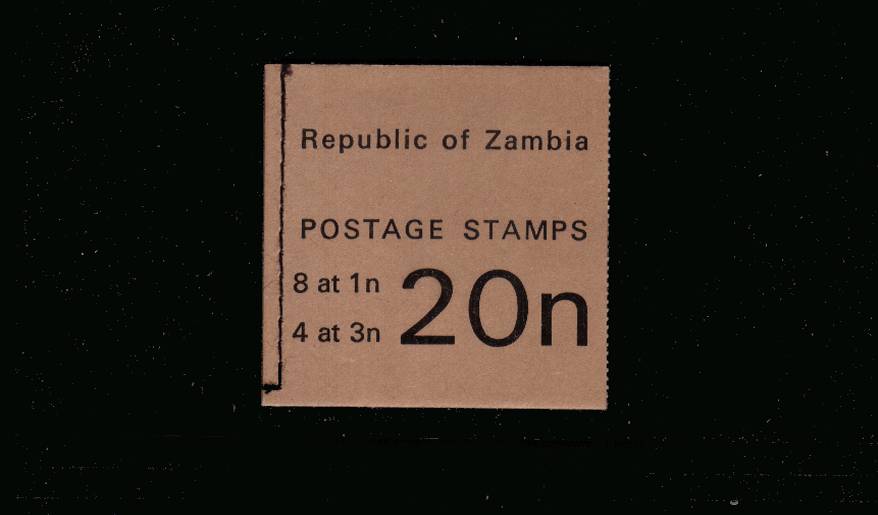 Republic of Zambia
POSTAGE STAMPS
8 at 1n
4 at 3n
20n